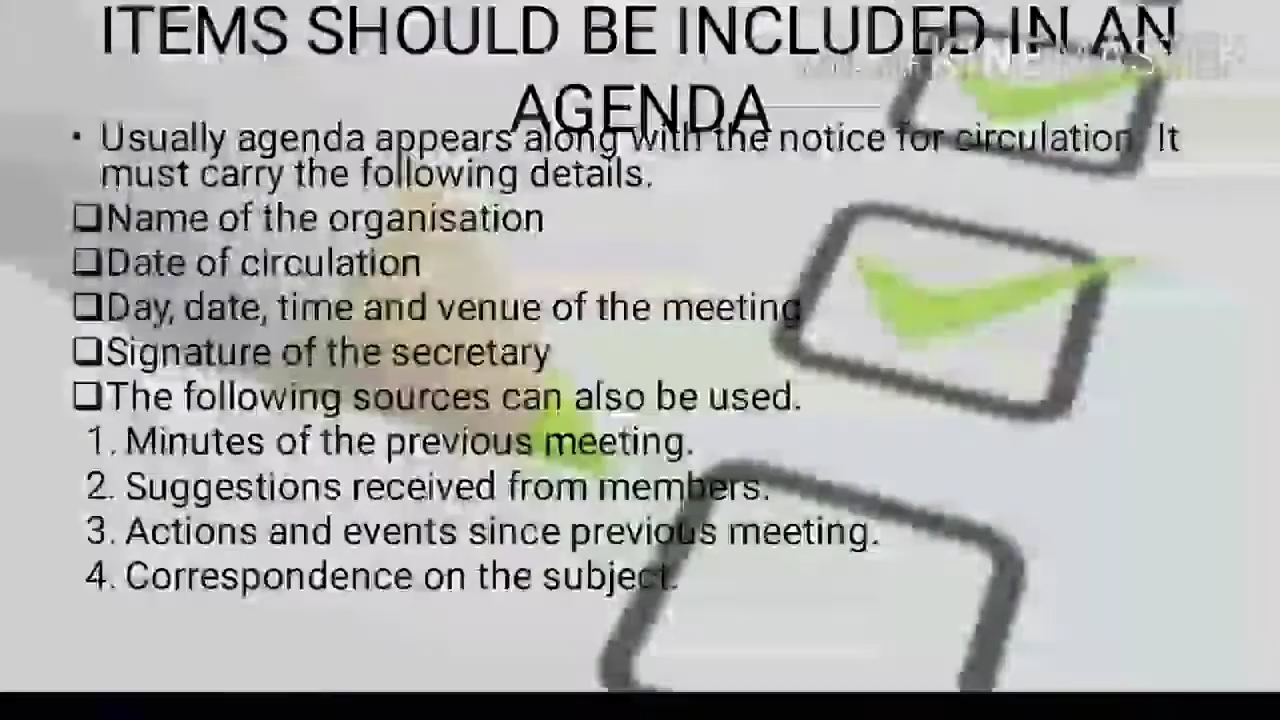 ITEMS SHOULD BE INCLUDED IN AN
AGENDA
• Usually agenda appears along with the notice for circulation. It
must carry the following details.
❑Name of the organisation
❑Date of circulation
❑Day, date, time and venue of the meeting
❑Signature of the secretary
❑The following sources can also be used.
1. Minutes of the previous meeting.
2. Suggestions received from members.
3. Actions and events since previous meeting.
4. Correspondence on the subject.